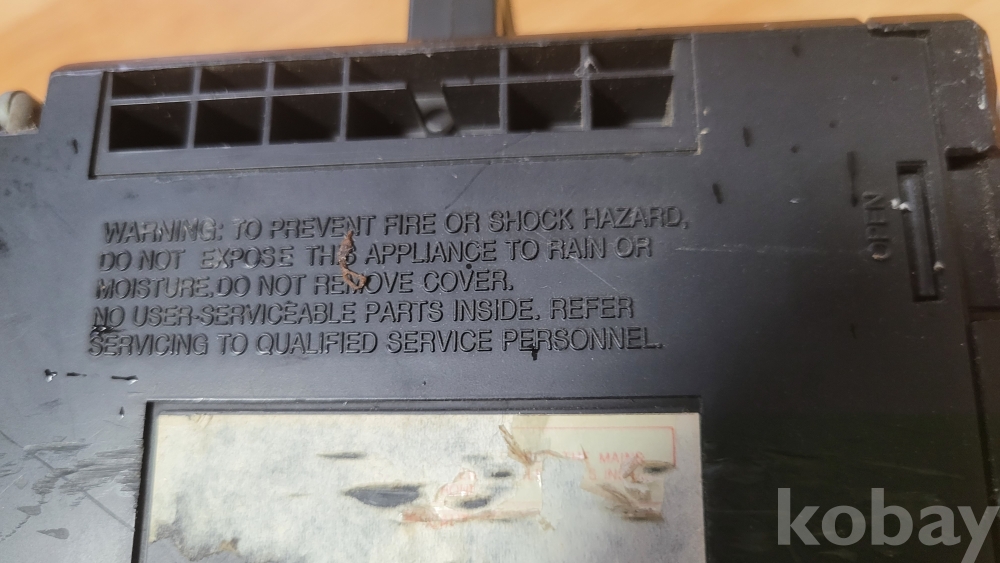 WARNING: TO PREVENT FIRE OR SHOCK HAZARD,
DO NOT EXPOSE THIS APPLIANCE TO RAIN OR
MOISTURE, DO NOT REMOVE COVER.
NO USER-SERVICEABLE PARTS INSIDE. REFER
SERVICING TO QUALIFIED SERVICE PERSONNEL.
OPEN
MAINS
kobay